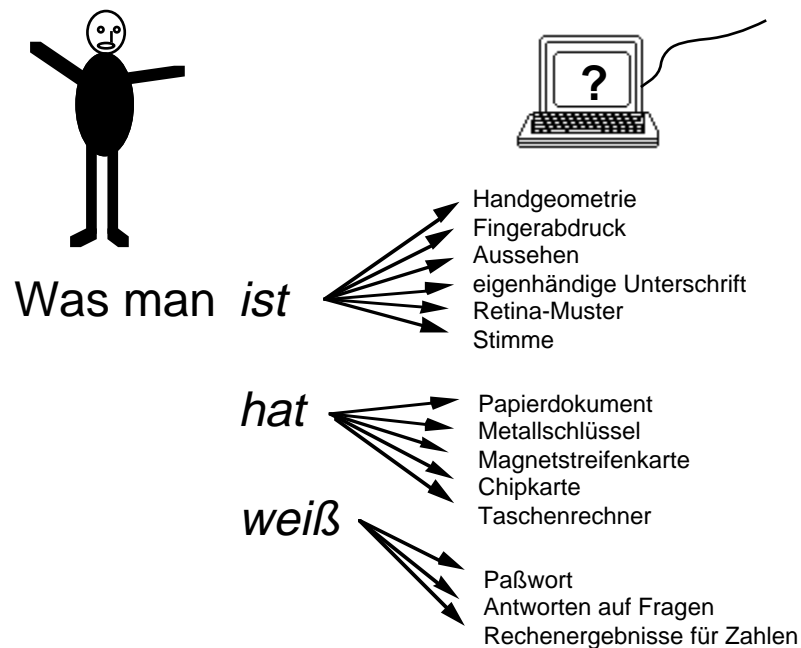 ?
Handgeometrie
Fingerabdruck
Aussehen
eigenhändige Unterschrift
Retina-Muster
Stimme
Was man ist
hat
Papierdokument
Metallschlüssel
Magnetstreifenkarte
Chipkarte
Taschenrechner
weiß
Paßwort
Antworten auf Fragen
Rechenergebnisse für Zahlen